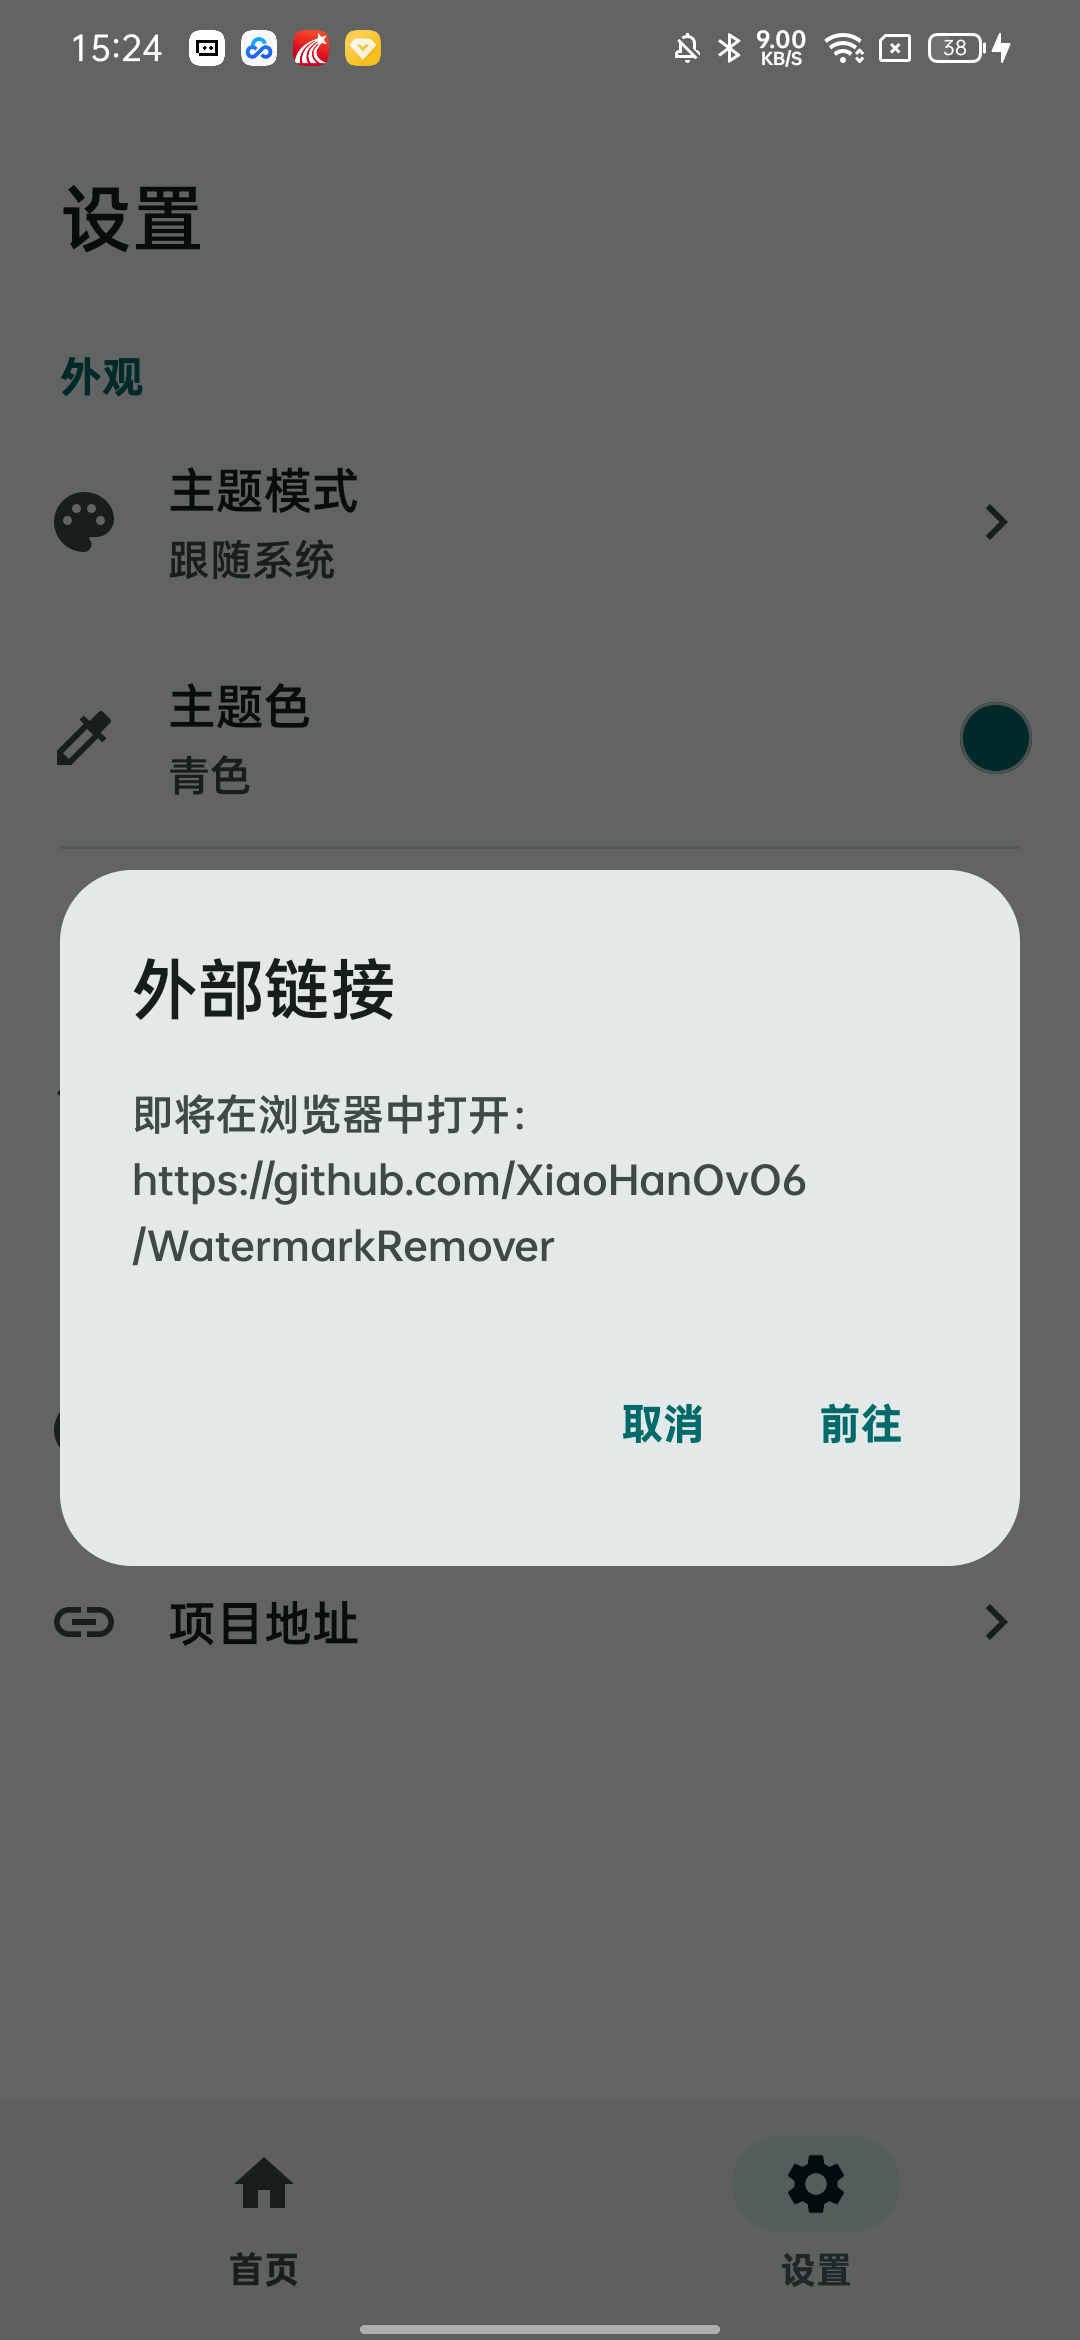 15:24
9.00
KB/S
38
设置
外观
主题模式
跟随系统
主题色
青色
外部链接
即将在浏览器中打开：
https://github.com/XiaoHanOvO6
/WatermarkRemover
取消
前往
项目地址
首页
设置